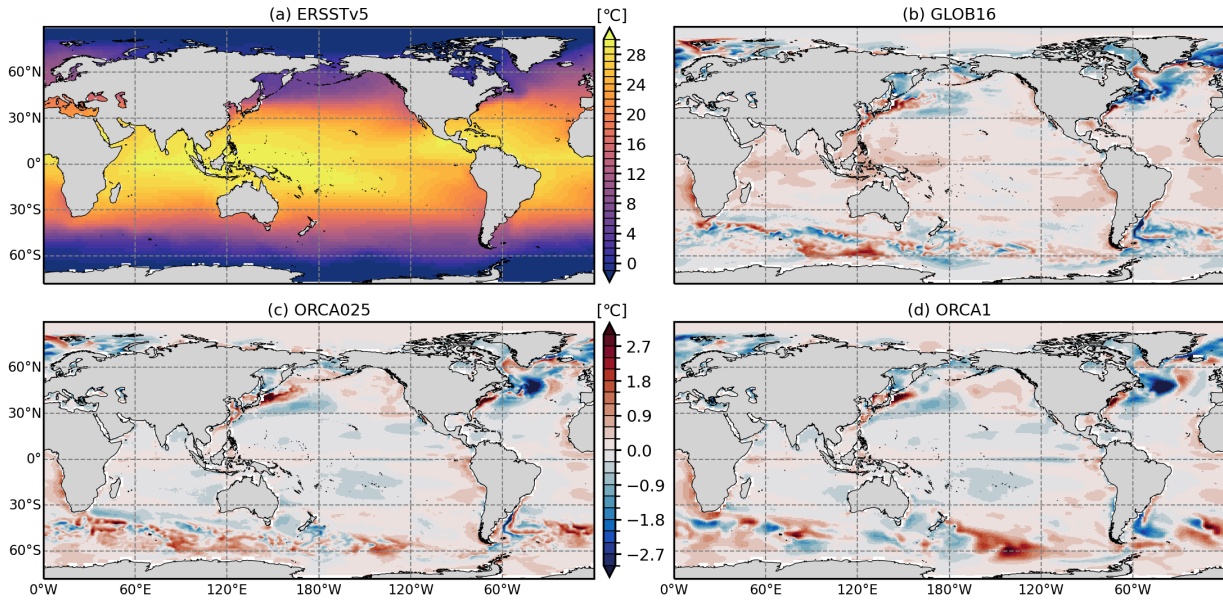 (a) ERSSTv5
[°C]
(b) GLOB16
60°N
30°N
0°
30°S
60°S
28
24
20
16
12
8
4
0
(c) ORCA025
[°C]
(d) ORCA1
60°N
30°N
0°
30°S
60°S
2.7
1.8
0.9
0.0
−0.9
−1.8
−2.7
0°W 60°E 120°E 180°W 120°W 60°W
0°W 60°E 120°E 180°W 120°W 60°W